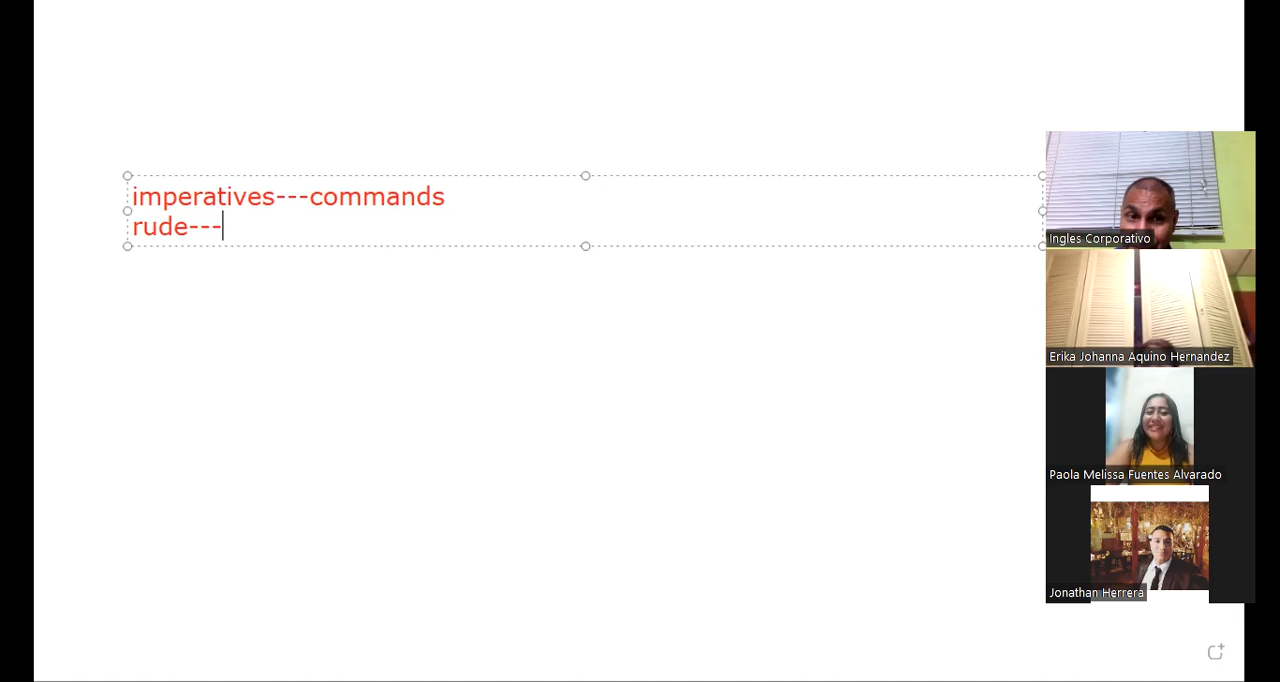 imperatives---commands
rude---
Ingles Corporativo
Erika Johanna Aquino Hernandez
Paola Melissa Fuentes Alvarado
Jonathan Herrera